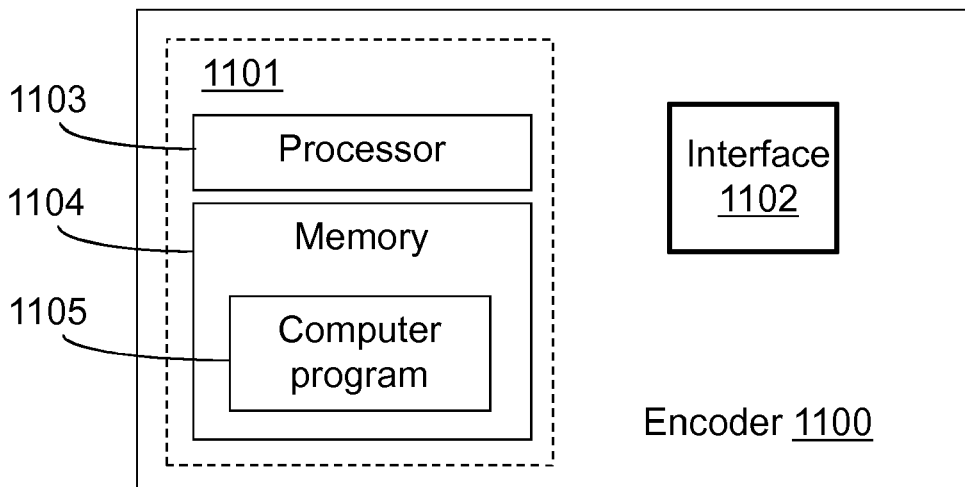 1101
1103
Processor
Interface
1102
1104
Memory
1105
Computer
program
Encoder 1100